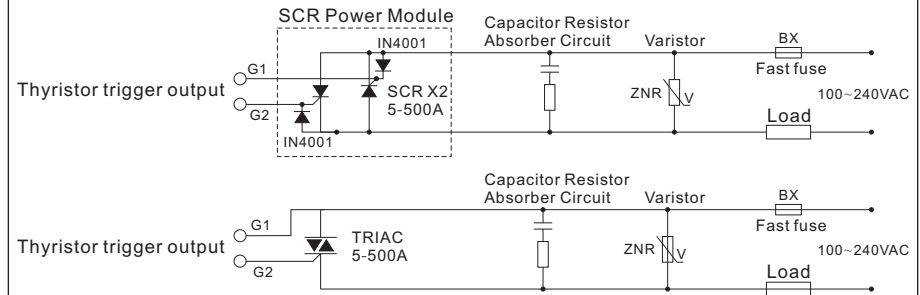 SCR Power Module
Capacitor Resistor
Absorber Circuit
Varistor
BX
IN4001
Fast fuse
G1
Thyristor trigger output
SCR X2
5-500A
ZNR
V
100~240VAC
G2
Load
IN4001
Capacitor Resistor
Absorber Circuit
Varistor
BX
Fast fuse
G1
Thyristor trigger output
TRIAC
5-500A
ZNR
V
100~240VAC
G2
Load